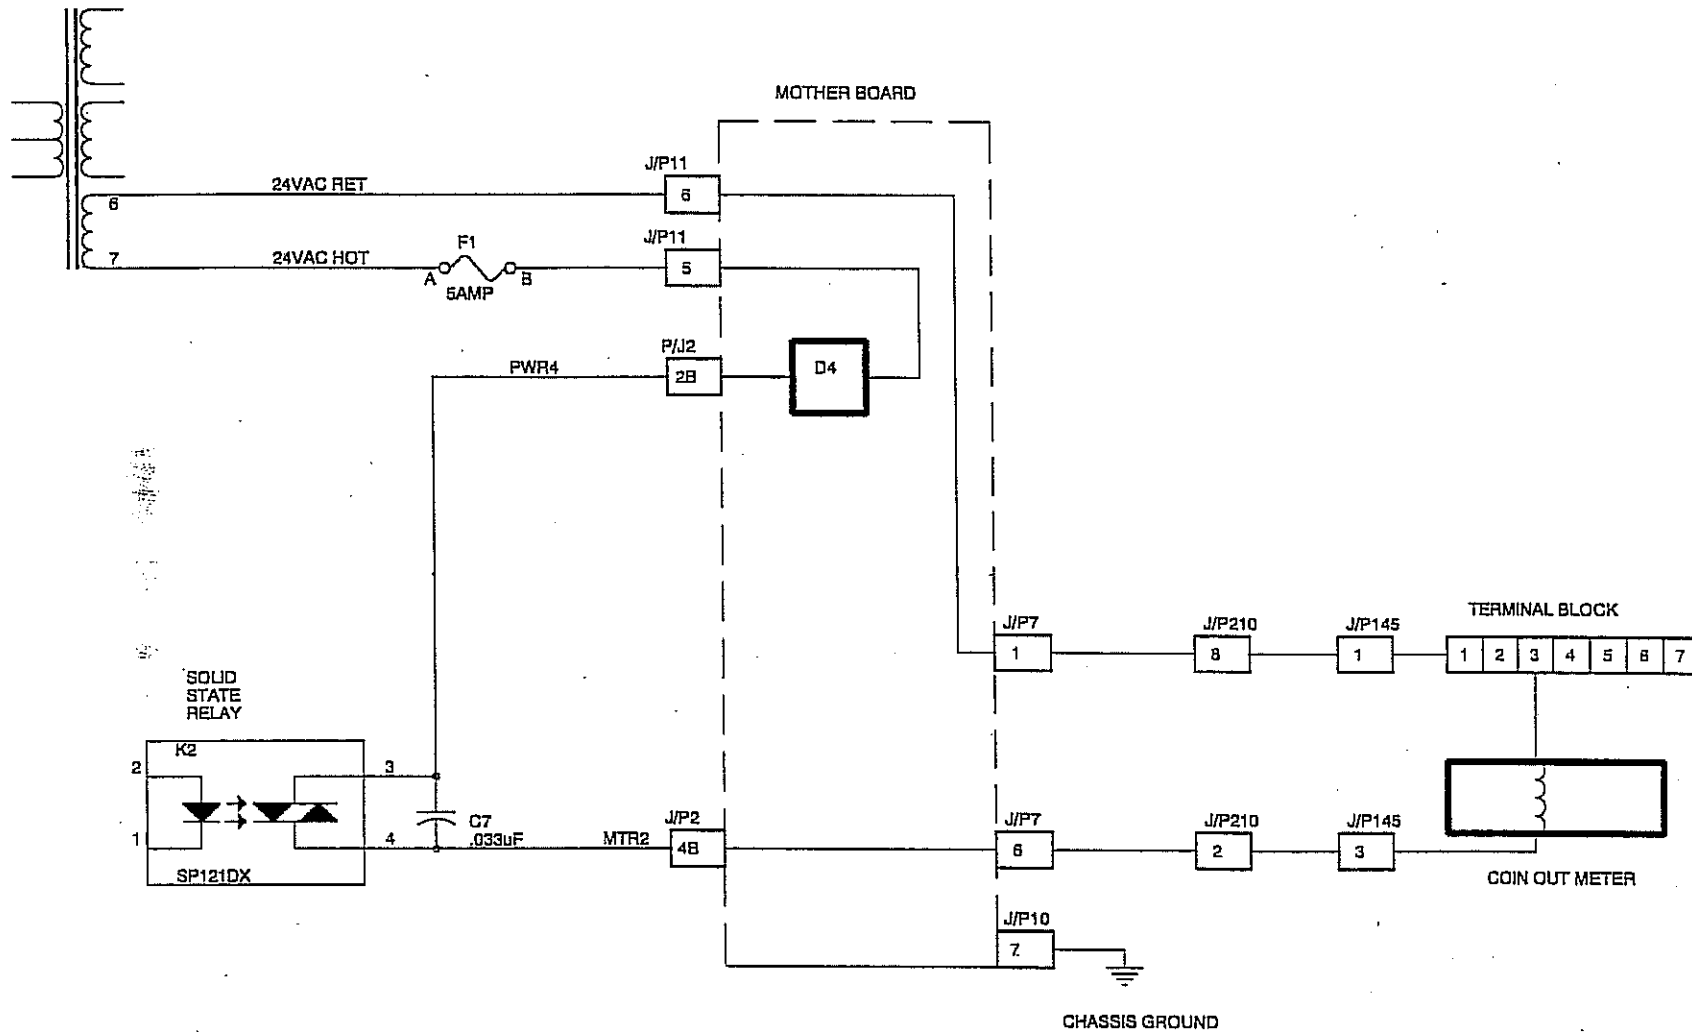 MOTHER BOARD
J/P11
24VAC RET
6
6
J/P11
F1
24VAC HOT
7
5
A
B
5AMP
P/J2
D4
PWR4
2B
TERMINAL BLOCK
J/P7
J/P210
J/P145
1
8
1
1 2 3 4 5 6 7
SOLID
STATE
RELAY
K2
2
3
C7
J/P2
J/P7
J/P210
J/P145
1
4
.033uF
MTR2
4B
6
2
3
SP121DX
COIN OUT METER
J/P10
7
CHASSIS GROUND